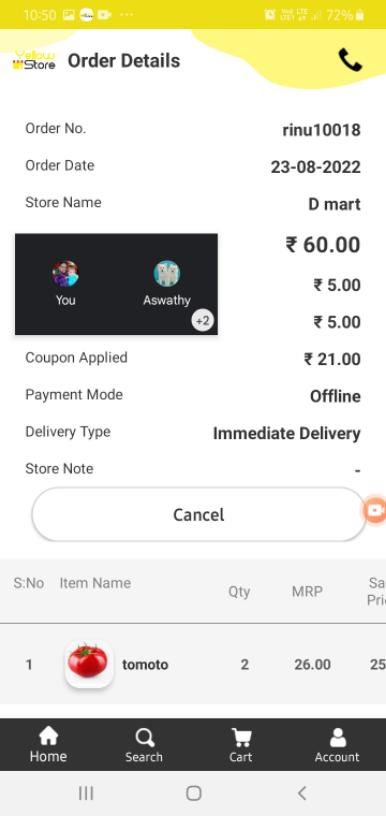 10:50 72%
Yellow Store Order Details
Order No. rinu10018
Order Date 23-08-2022
Store Name D mart
₹ 60.00
₹ 5.00
₹ 5.00
You Aswathy
+2
Coupon Applied ₹ 21.00
Payment Mode Offline
Delivery Type Immediate Delivery
Store Note -
Cancel
S:No Item Name Qty MRP Sa
Pri
1 tomoto 2 26.00 25
Home Search Cart Account